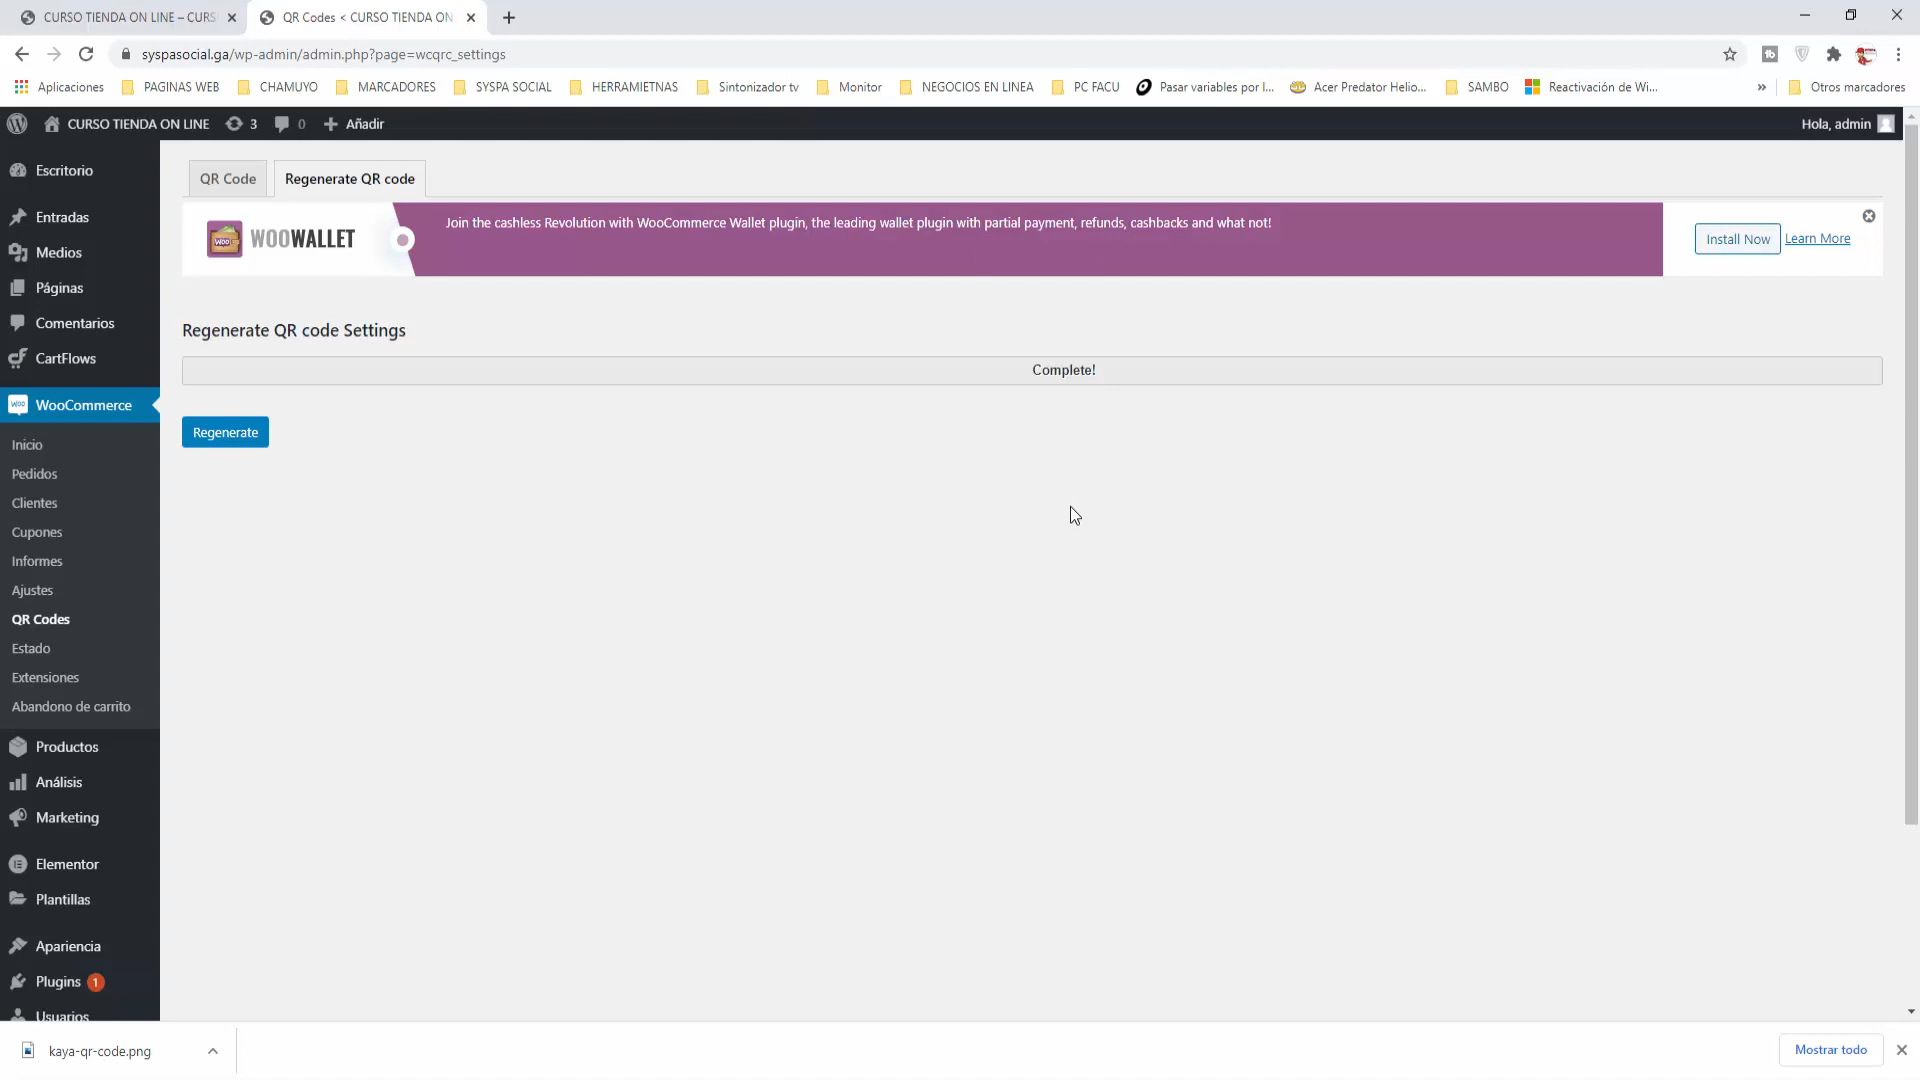 CURSO TIENDA ON LINE – CURS
QR Codes < CURSO TIENDA ON
syspasocial.ga/wp-admin/admin.php?page=wcqrc_settings
Aplicaciones
PAGINAS WEB
CHAMUYO
MARCADORES
SYSPA SOCIAL
HERRAMIETNAS
Sintonizador tv
Monitor
NEGOCIOS EN LINEA
PC FACU
Pasar variables por l...
Acer Predator Helio...
SAMBO
Reactivación de Wi...
»
Otros marcadores
CURSO TIENDA ON LINE
3
0
Añadir
Hola, admin
Escritorio
Entradas
Medios
Páginas
Comentarios
CartFlows
WooCommerce
Inicio
Pedidos
Clientes
Cupones
Informes
Ajustes
QR Codes
Estado
Extensiones
Abandono de carrito
Productos
Análisis
Marketing
Elementor
Plantillas
Apariencia
Plugins 1
Usuarios
QR Code
Regenerate QR code
WOO WOOWALLET
Join the cashless Revolution with WooCommerce Wallet plugin, the leading wallet plugin with partial payment, refunds, cashbacks and what not!
Install Now
Learn More
Regenerate QR code Settings
Complete!
Regenerate
kaya-qr-code.png
Mostrar todo